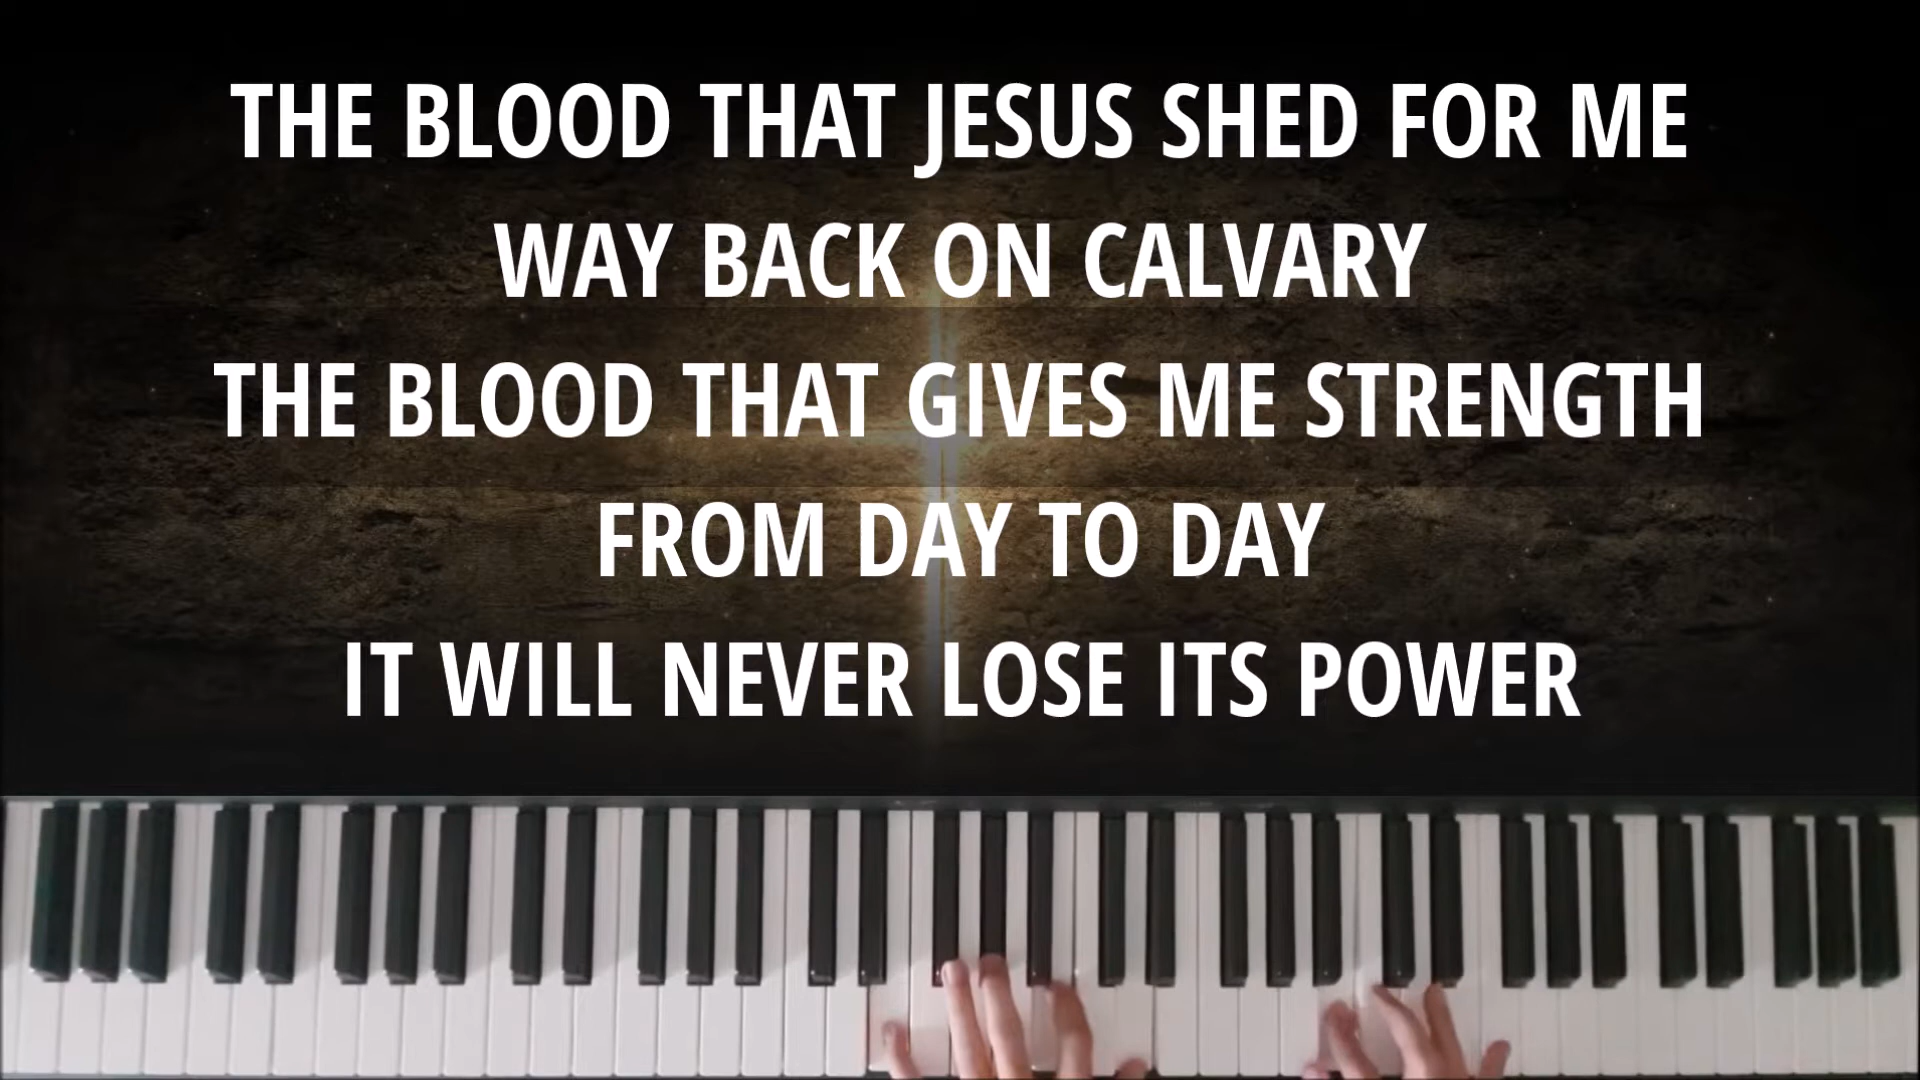 THE BLOOD THAT JESUS SHED FOR ME
WAY BACK ON CALVARY
THE BLOOD THAT GIVES ME STRENGTH
FROM DAY TO DAY
IT WILL NEVER LOSE ITS POWER